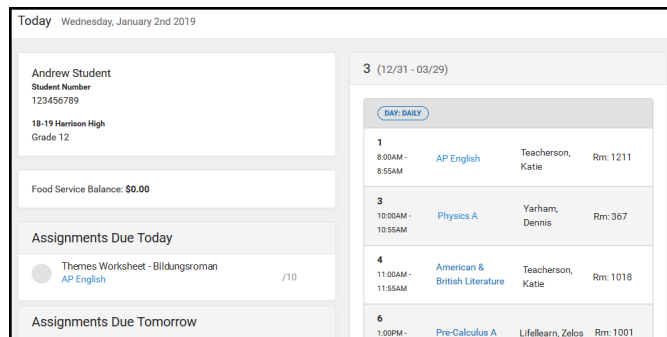 Today Wednesday, January 2nd 2019
Andrew Student
Student Number
123456789
18-19 Harrison High
Grade 12
Food Service Balance: $0.00
Assignments Due Today
Themes Worksheet - Bildungsroman
AP English
/10
Assignments Due Tomorrow
3 (12/31 - 03/29)
DAY: DAILY
1
8:00AM -
8:55AM
AP English
Teacherson,
Katie
Rm: 1211
3
10:00AM -
10:55AM
Physics A
Yarham,
Dennis
Rm: 367
4
11:00AM -
11:55AM
American &
British Literature
Teacherson,
Katie
Rm: 1018
6
1:00PM -
Pre-Calculus A
Lifellearn, Zelos
Rm: 1001